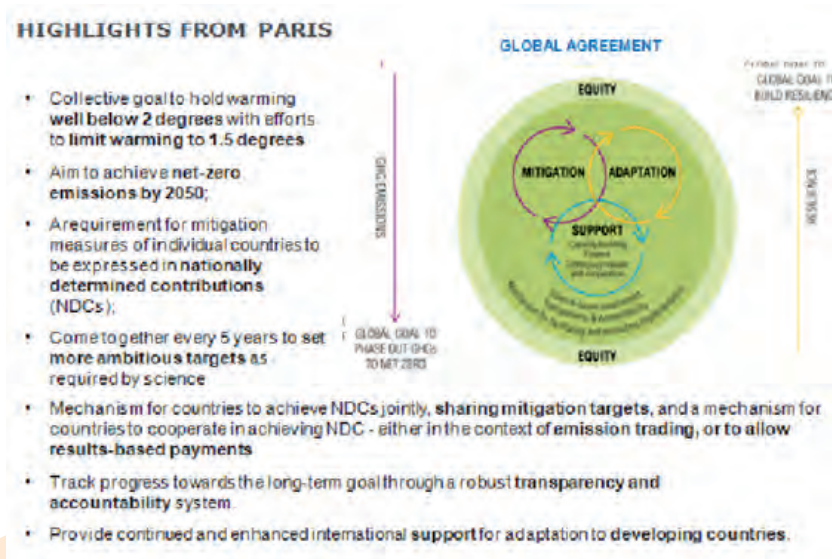 HIGHLIGHTS FROM PARIS
• Collective goal to hold warming
well below 2 degrees with efforts
to limit warming to 1.5 degrees
• Aim to achieve net-zero
emissions by 2050;
• A requirement for mitigation
measures of individual countries to
be expressed in nationally
determined contributions
(NDCs);
• Come together every 5 years to set
more ambitious targets as
required by science
• Mechanism for countries to achieve NDCs jointly, sharing mitigation targets, and a mechanism for
countries to cooperate in achieving NDC - either in the context of emission trading, or to allow
results-based payments
• Track progress towards the long-term goal through a robust transparency and
accountability system.
• Provide continued and enhanced international support for adaptation to developing countries.
GLOBAL AGREEMENT
GHG EMISSIONS
GLOBAL GOAL TO
PHASE OUT GHGs
TO NET ZERO
EQUITY
MITIGATION
ADAPTATION
SUPPORT
Capacity building
Finance
EQUITY
GLOBAL GOAL TO
BUILD RESILIENCE
RESILIENCE